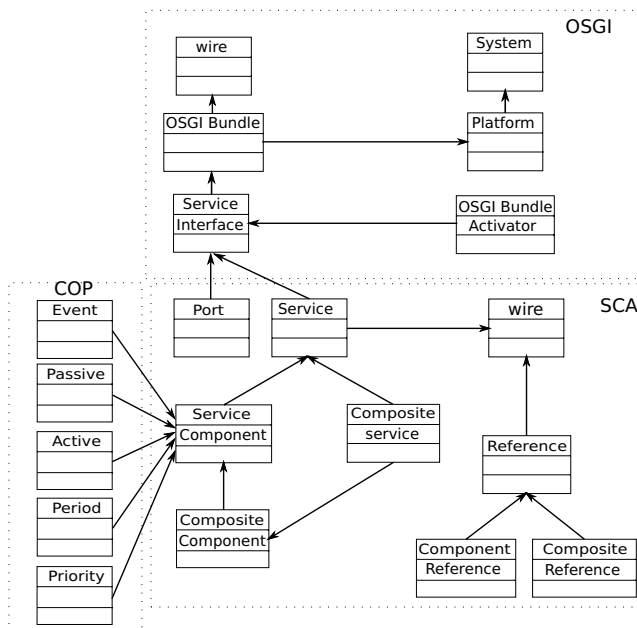 OSGI
wire
System
OSGI Bundle
Platform
Service
Interface
OSGI Bundle
Activator
COP
SCA
Event
Port
Service
wire
Passive
Service
Component
Composite
service
Active
Reference
Period
Composite
Component
Component
Reference
Composite
Reference
Priority